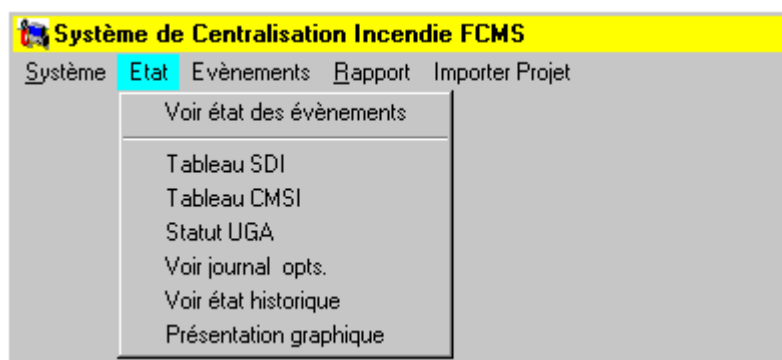 Système de Centralisation Incendie FCMS
Système Etat Evènements Rapport Importer Projet
Voir état des évènements
Tableau SDI
Tableau CMSI
Statut UGA
Voir journal opts.
Voir état historique
Présentation graphique